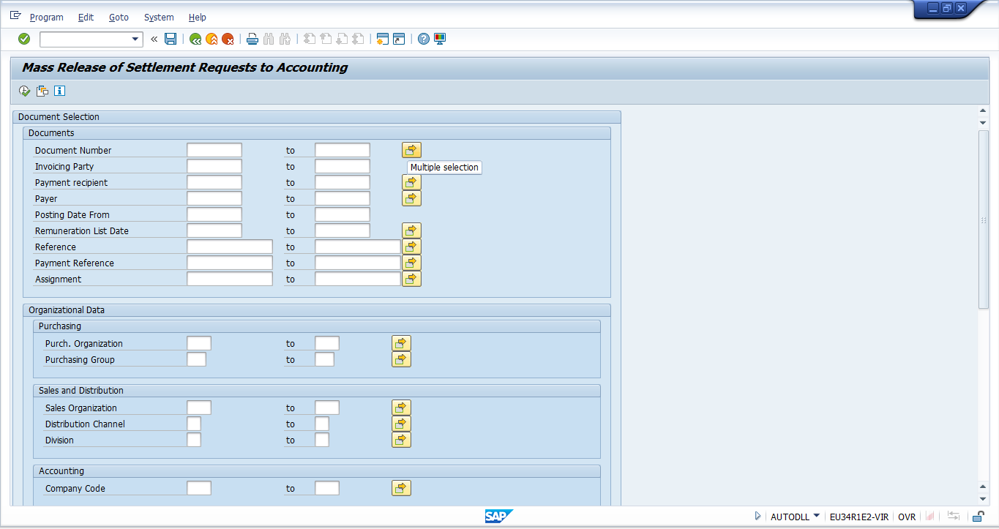 Program Edit Goto System Help
Mass Release of Settlement Requests to Accounting
Document Selection
Documents
Document Number to
Multiple selection
Invoicing Party to
Payment recipient to
Payer to
Posting Date From to
Remuneration List Date to
Reference to
Payment Reference to
Assignment to
Organizational Data
Purchasing
Purch. Organization to
Purchasing Group to
Sales and Distribution
Sales Organization to
Distribution Channel to
Division to
Accounting
Company Code to
SAP AUTODLL EU34R1E2-VIR OVR